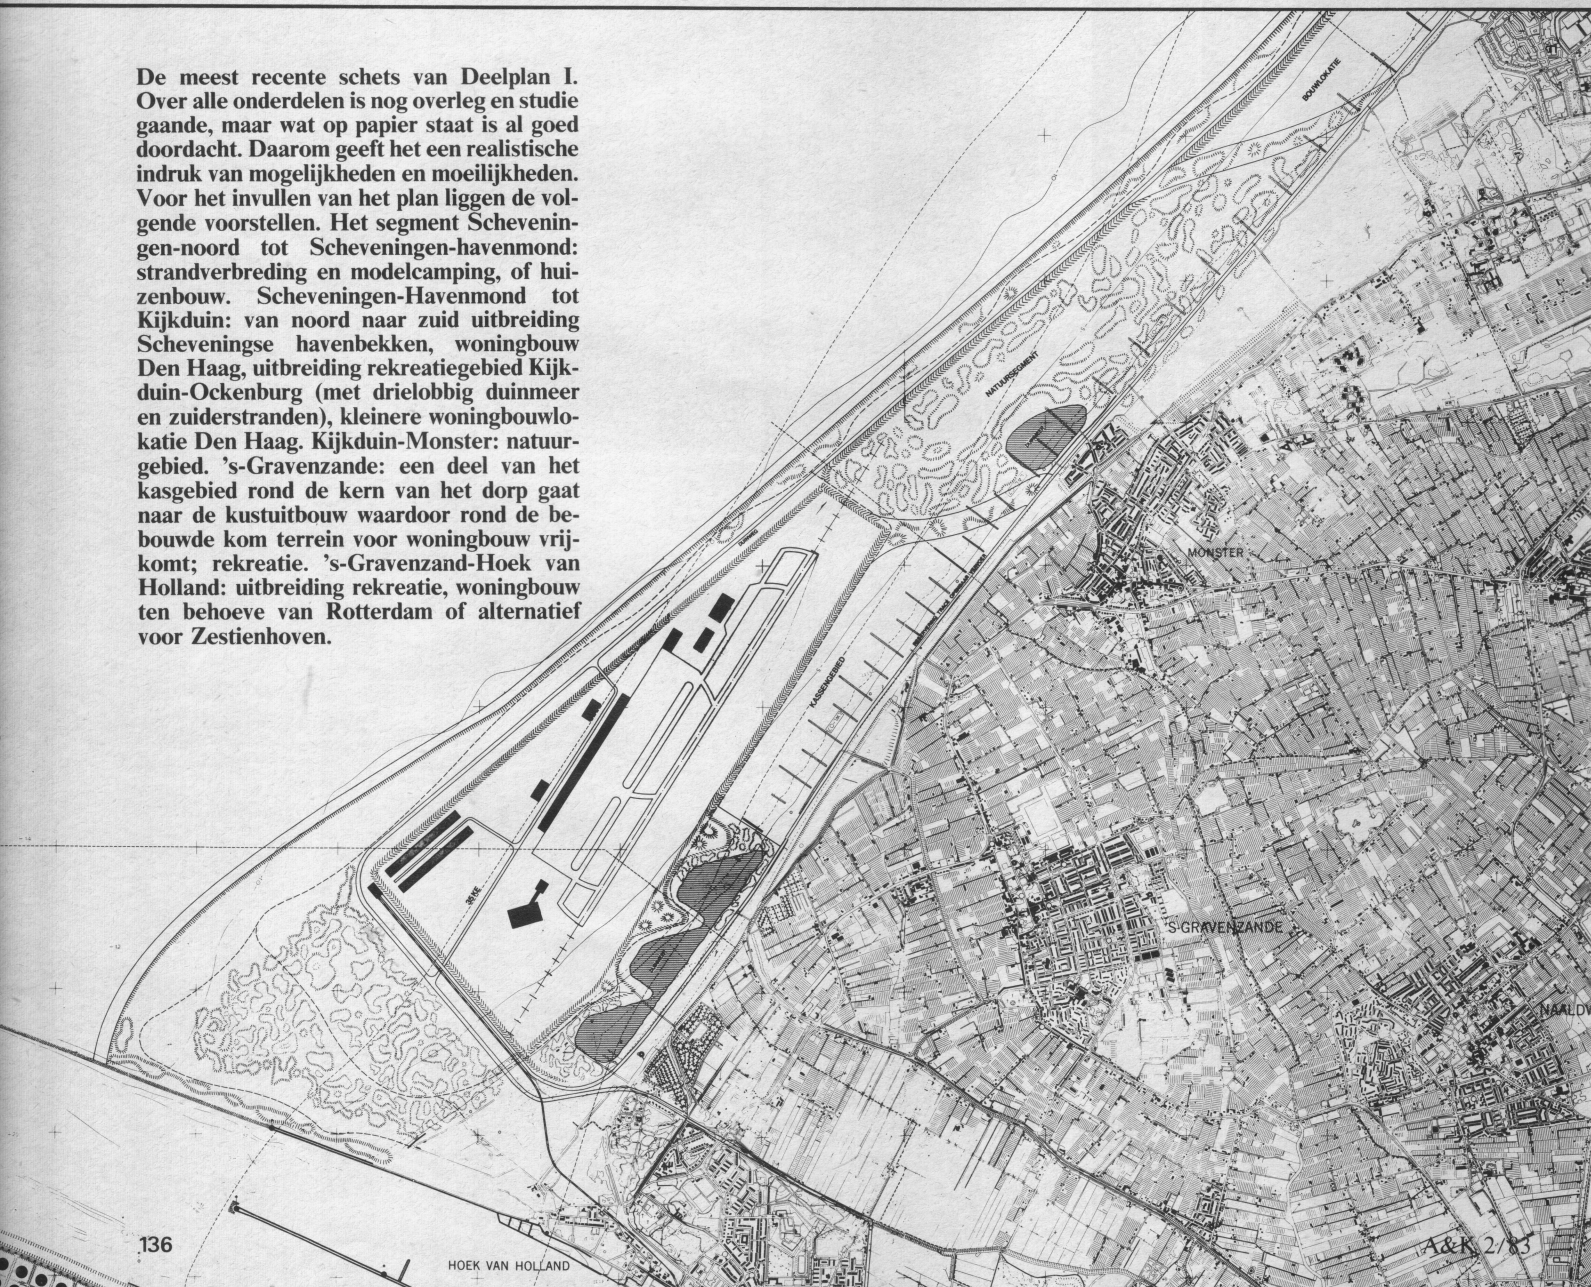 De meest recente schets van Deelplan I.
Over alle onderdelen is nog overleg en studie
gaande, maar wat op papier staat is al goed
doordacht. Daarom geeft het een realistische
indruk van mogelijkheden en moeilijkheden.
Voor het invullen van het plan liggen de vol-
gende voorstellen. Het segment Schevenin-
gen-noord tot Scheveningen-havenmond:
strandverbreding en modelcamping, of hui-
zenbouw. Scheveningen-Havenmond tot
Kijkduin: van noord naar zuid uitbreiding
Scheveningse havenbekken, woningbouw
Den Haag, uitbreiding rekreatiegebied Kijk-
duin-Ockenburg (met drielobbig duinmeer
en zuiderstranden), kleinere woningbouwlo-
katie Den Haag. Kijkduin-Monster: natuur-
gebied. 's-Gravenzande: een deel van het
kasgebied rond de kern van het dorp gaat
naar de kustuitbouw waardoor rond de be-
bouwde kom terrein voor woningbouw vrij-
komt; rekreatie. 's-Gravenzand-Hoek van
Holland: uitbreiding rekreatie, woningbouw
ten behoeve van Rotterdam of alternatief
voor Zestienhoven.
BOUWLOKATIE
NATUURSEGMENT
MONSTER
KASSENGEBIED
'S-GRAVENZANDE
NAALDW
HOEK VAN HOLLAND
136
A&K 2/83